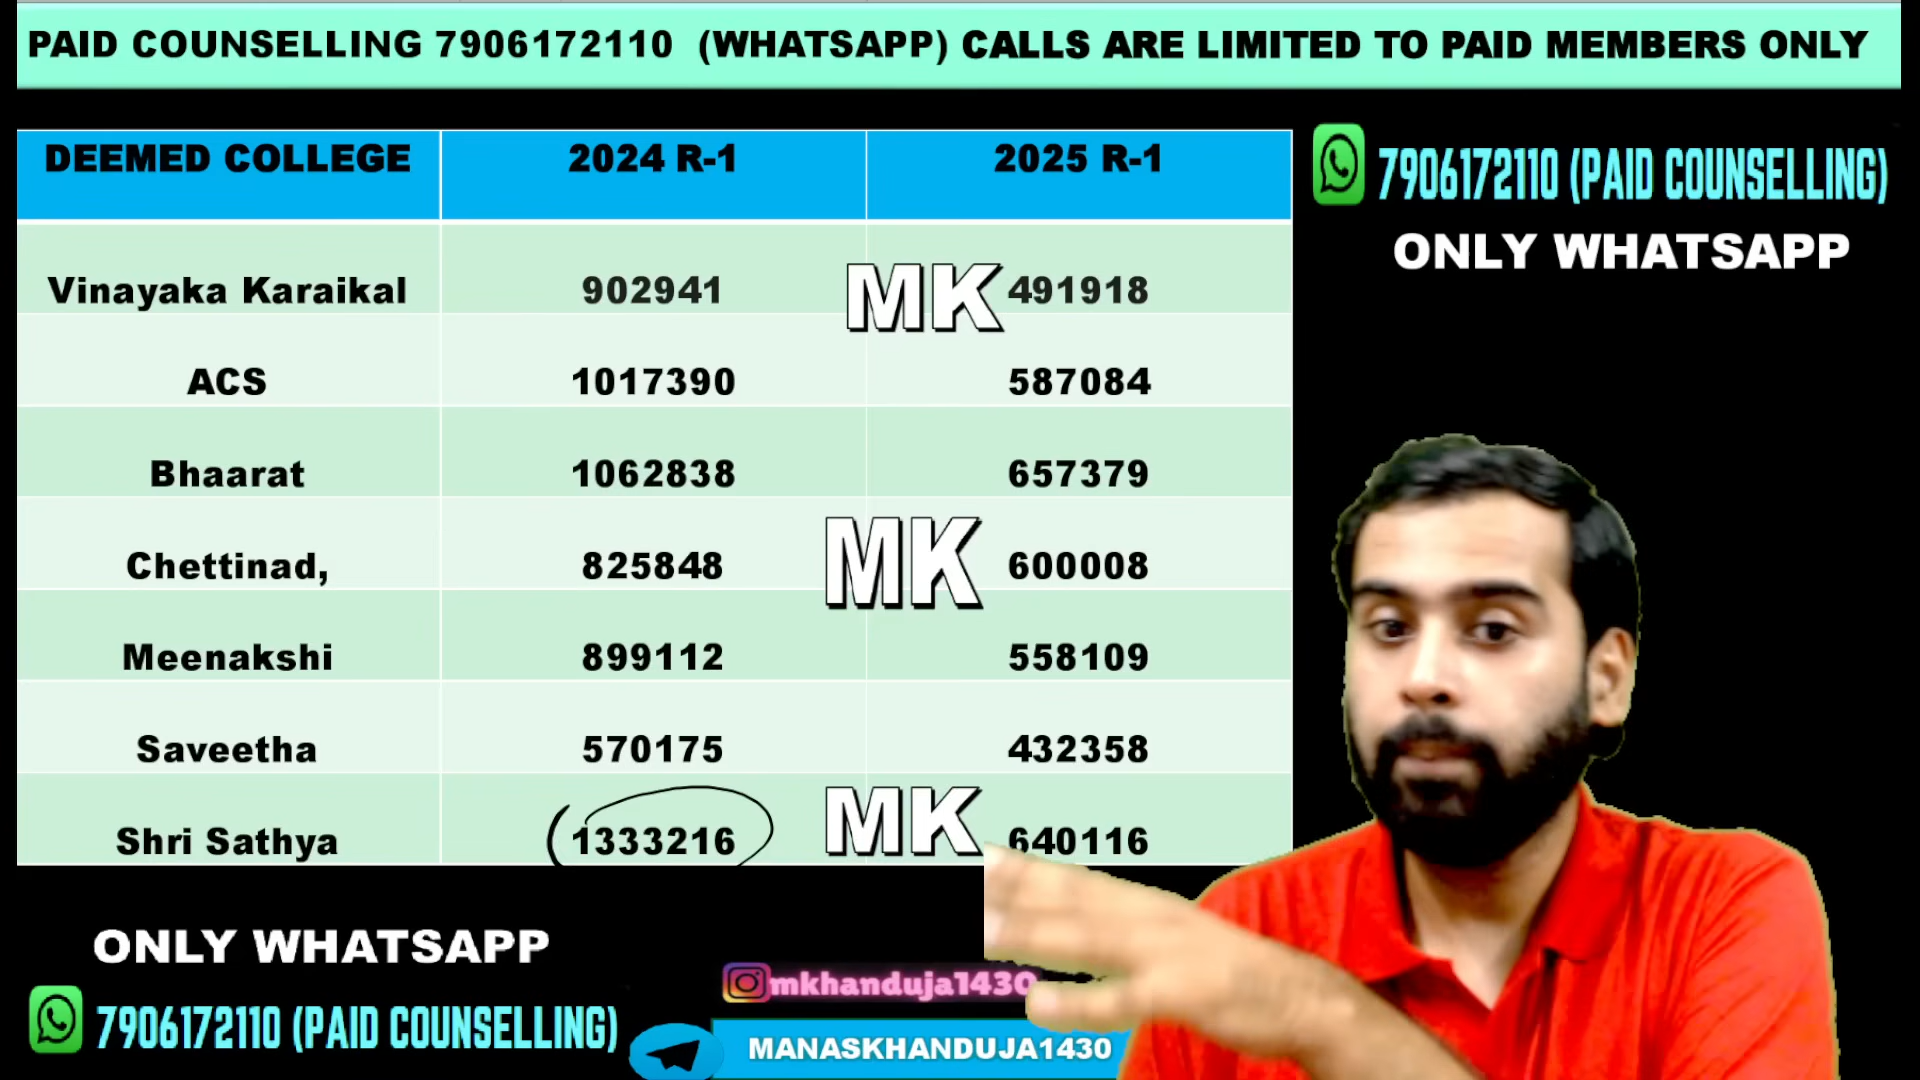 PAID COUNSELLING 7906172110 (WHATSAPP) CALLS ARE LIMITED TO PAID MEMBERS ONLY
DEEMED COLLEGE 2024 R-1 2025 R-1
Vinayaka Karaikal 902941 MK 491918
ACS 1017390 587084
Bhaarat 1062838 657379
Chettinad, 825848 MK 600008
Meenakshi 899112 558109
Saveetha 570175 432358
Shri Sathya 1333216 MK 640116
7906172110 (PAID COUNSELLING)
ONLY WHATSAPP
ONLY WHATSAPP
7906172110 (PAID COUNSELLING)
mkhanduja1430
MANASKHANDUJA1430